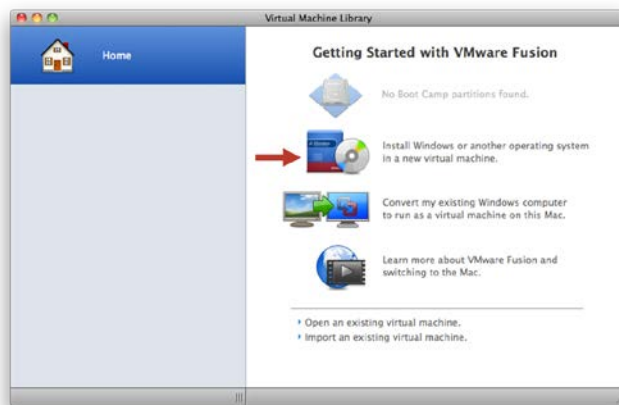 Virtual Machine Library
Home
Getting Started with VMware Fusion
No Boot Camp partitions found.
Install Windows or another operating system
in a new virtual machine.
Convert my existing Windows computer
to run as a virtual machine on this Mac.
Learn more about VMware Fusion and
switching to the Mac.
Open an existing virtual machine.
Import an existing virtual machine.